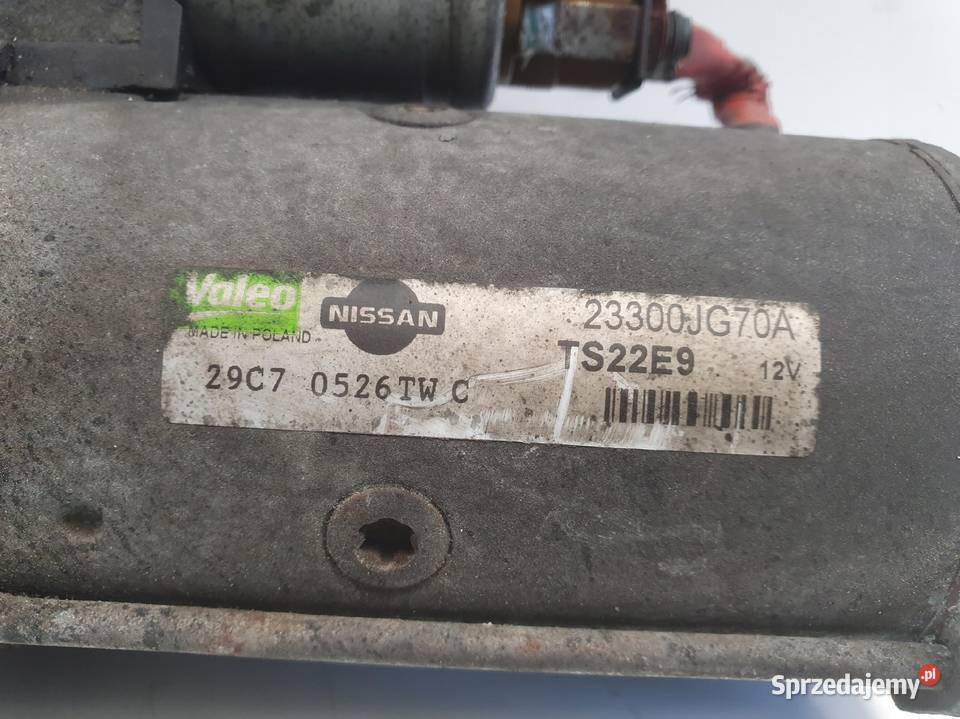 Valeo NISSAN 23300JG70A
MADE IN POLAND TS22E9 12V
29C7 0526TW C
Sprzedajemy.pl